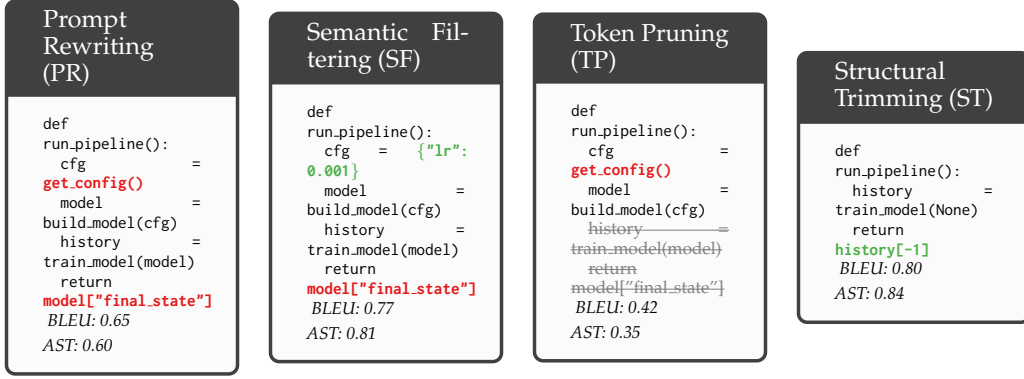 Prompt
Rewriting
(PR)
def
run_pipeline():
cfg =
get_config()
model =
build_model(cfg)
history =
train_model(model)
return
model["final_state"]
BLEU: 0.65
AST: 0.60
Semantic Fil-
tering (SF)
def
run_pipeline():
cfg = {"lr":
0.001}
model =
build_model(cfg)
history =
train_model(model)
return
model["final_state"]
BLEU: 0.77
AST: 0.81
Token Pruning
(TP)
def
run_pipeline():
cfg =
get_config()
model =
build_model(cfg)
history =
train_model(model)
return
model["final_state"]
BLEU: 0.42
AST: 0.35
Structural
Trimming (ST)
def
run_pipeline():
history =
train_model(None)
return
history[-1]
BLEU: 0.80
AST: 0.84